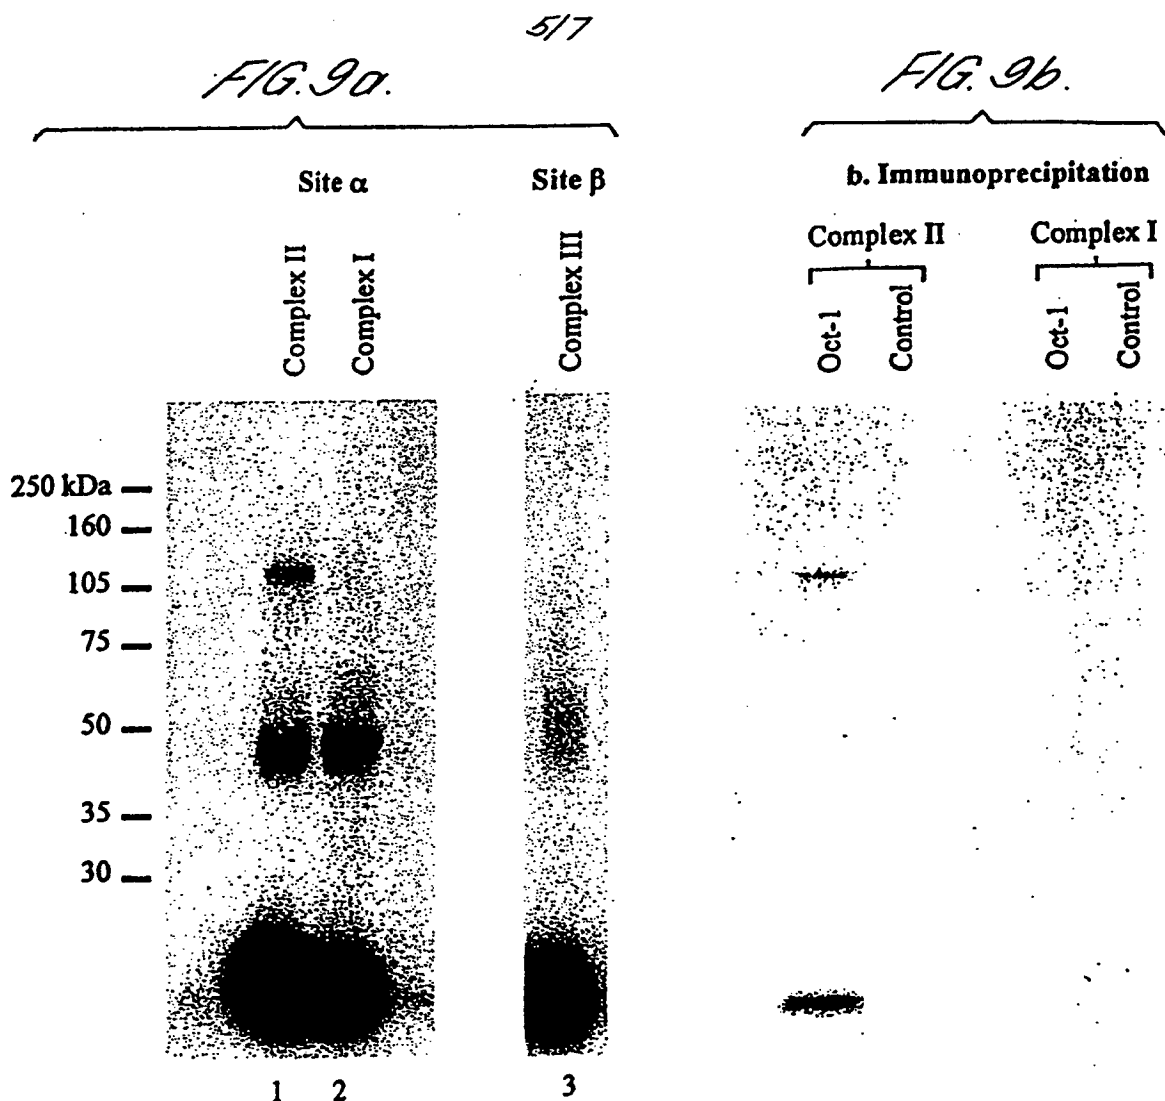 5/7
FIG. 9a.
FIG. 9b.
Site α
Site β
b. Immunoprecipitation
Complex II
Complex I
Complex II
Complex I
Complex III
Oct-1
Control
Oct-1
Control
250 kDa
160
105
75
50
35
30
1
2
3